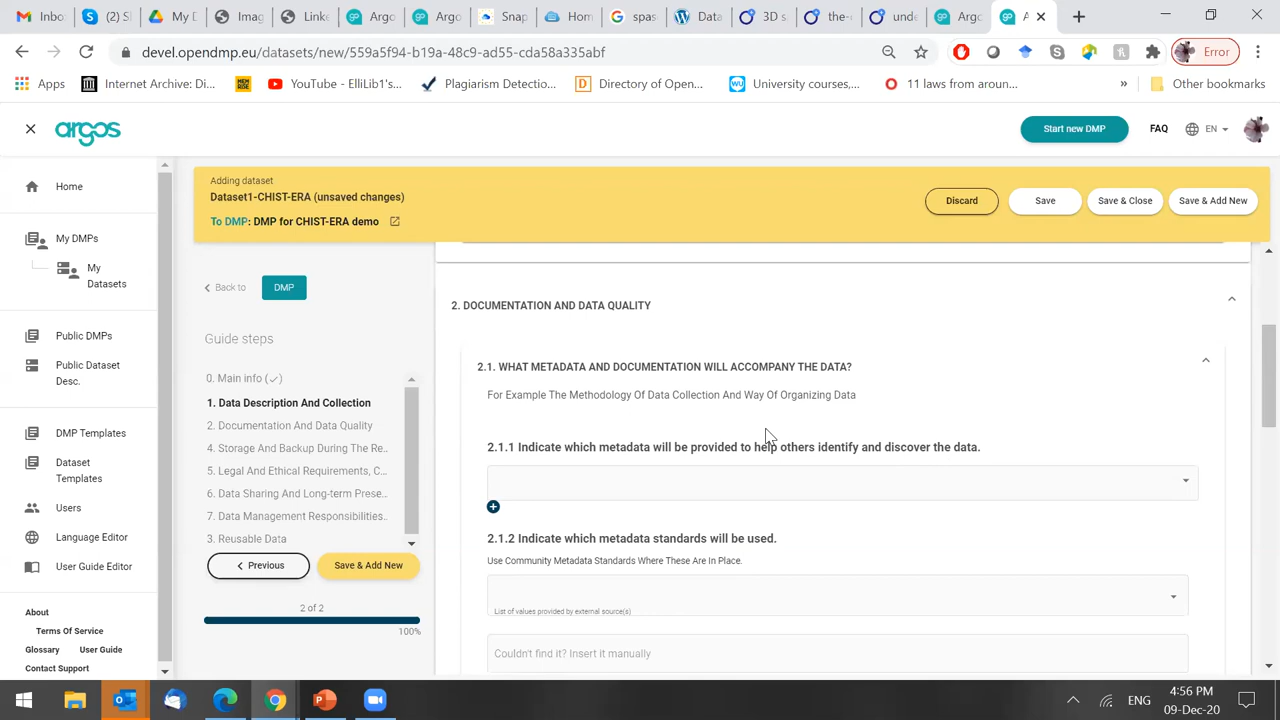 Inbo
(2) S
My D
Imag
Linke
Argo
Argo
Snap
Hom
spas
Data
3D s
the-
undi
Argo
A
devel.opendmp.eu/datasets/new/559a5f94-b19a-48c9-ad55-cda58a335abf
Error
Apps
Internet Archive: Di...
YouTube - ElliLib1's...
Plagiarism Detectio...
Directory of Open...
University courses,...
11 laws from aroun...
»
Other bookmarks
argos
Start new DMP
FAQ
EN
Home
My DMPs
My
Datasets
Public DMPs
Public Dataset
Desc.
DMP Templates
Dataset
Templates
Users
Language Editor
User Guide Editor
About
Terms Of Service
Glossary User Guide
Contact Support
Adding dataset
Dataset1-CHIST-ERA (unsaved changes)
To DMP: DMP for CHIST-ERA demo
Discard
Save
Save & Close
Save & Add New
Back to
DMP
Guide steps
0. Main info (✓)
1. Data Description And Collection
2. Documentation And Data Quality
4. Storage And Backup During The Re...
5. Legal And Ethical Requirements, C...
6. Data Sharing And Long-term Prese...
7. Data Management Responsibilities...
3. Reusable Data
Previous
Save & Add New
2 of 2
100%
2. DOCUMENTATION AND DATA QUALITY
2.1. WHAT METADATA AND DOCUMENTATION WILL ACCOMPANY THE DATA?
For Example The Methodology Of Data Collection And Way Of Organizing Data
2.1.1 Indicate which metadata will be provided to help others identify and discover the data.
2.1.2 Indicate which metadata standards will be used.
Use Community Metadata Standards Where These Are In Place.
List of values provided by external source(s)
Couldn't find it? Insert it manually
ENG
4:56 PM
09-Dec-20